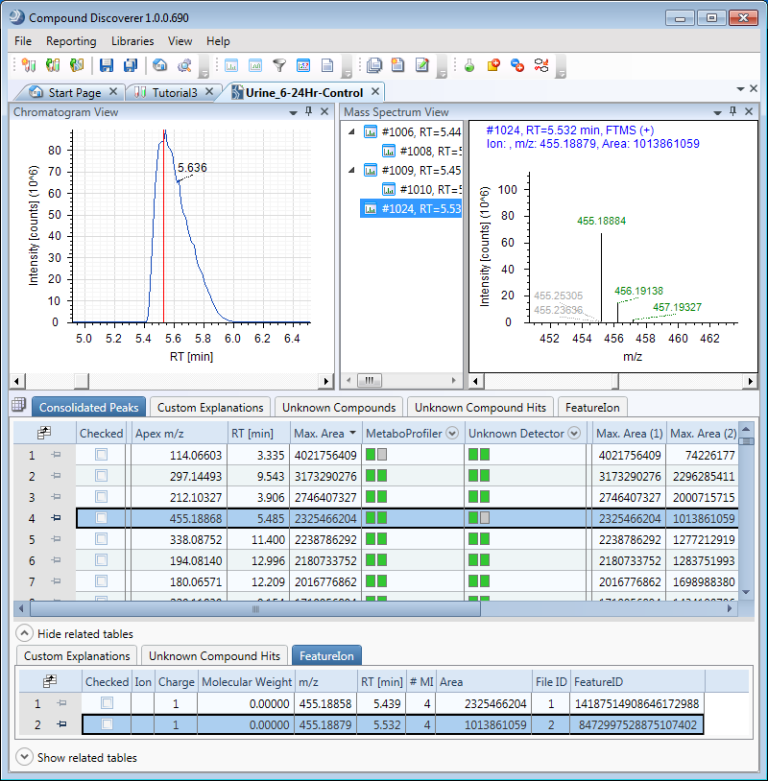 Compound Discoverer 1.0.0.690
File Reporting Libraries View Help
Start Page Tutorial3 Urine_6-24Hr-Control
Chromatogram View
Intensity [counts] (10^6)
80
70
60
50
40
30
20
10
0
5.636
5.0 5.2 5.4 5.6 5.8 6.0 6.2 6.4
RT [min]
Mass Spectrum View
#1006, RT=5.44
#1008, RT=5
#1009, RT=5.45
#1010, RT=5
#1024, RT=5.53
#1024, RT=5.532 min, FTMS (+)
Ion: , m/z: 455.18879, Area: 1013861059
Intensity [counts] (10^6)
100
80
60
40
20
0
455.18884
456.19138
457.19327
455.25305
455.23636
452 454 456 458 460 462
m/z
Consolidated Peaks Custom Explanations Unknown Compounds Unknown Compound Hits FeatureIon
Checked Apex m/z RT [min] Max. Area MetaboProfiler Unknown Detector Max. Area (1) Max. Area (2)
1 114.06603 3.335 4021756409 4021756409 74226177
2 297.14493 9.543 3173290276 3173290276 2296285411
3 212.10327 3.906 2746407327 2746407327 2000715715
4 455.18868 5.485 2325466204 2325466204 1013861059
5 338.08752 11.400 2238786292 2238786292 1277212919
6 194.08140 12.996 2180733752 2180733752 1283751993
7 180.06571 12.209 2016776862 2016776862 1698988380
Hide related tables
Custom Explanations Unknown Compound Hits FeatureIon
Checked Ion Charge Molecular Weight m/z RT [min] # MI Area File ID FeatureID
1 1 0.00000 455.18858 5.439 4 2325466204 1 14187514908646172988
2 1 0.00000 455.18879 5.532 4 1013861059 2 8472997528875107402
Show related tables